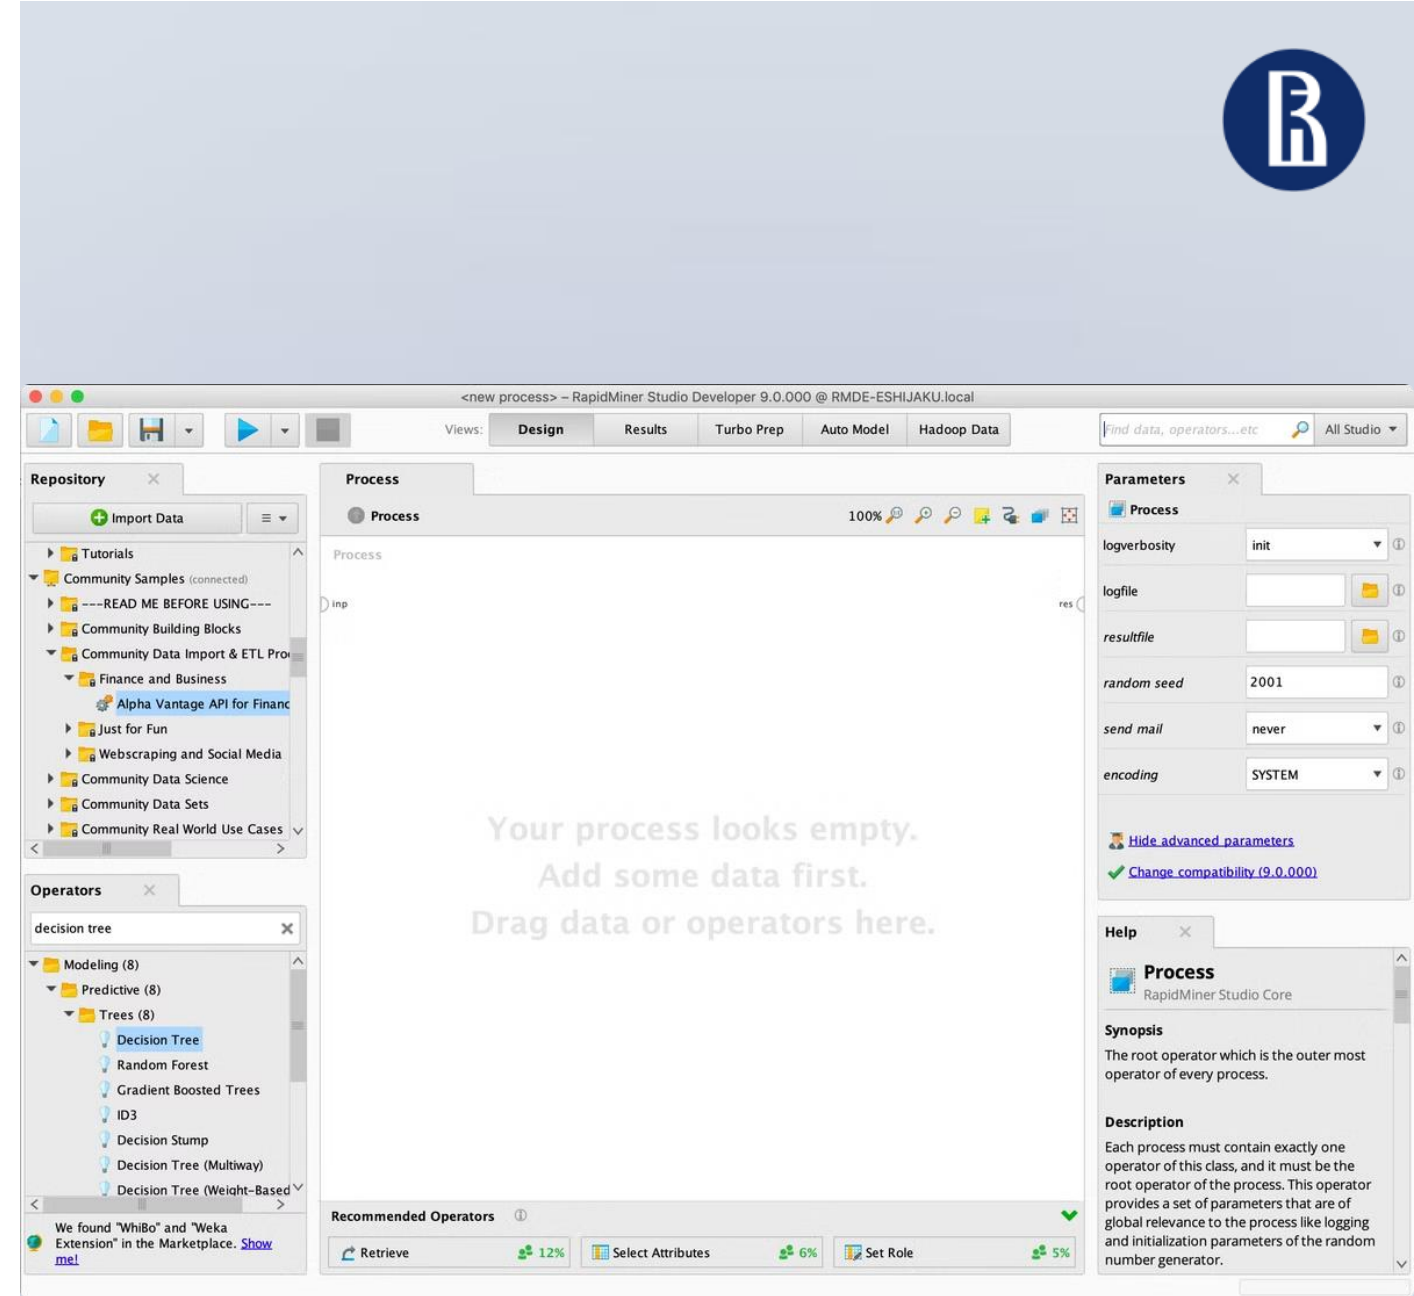 <new process> – RapidMiner Studio Developer 9.0.000 @ RMDE-ESHIJAKU.local
Views: Design Results Turbo Prep Auto Model Hadoop Data
Find data, operators...etc All Studio
Repository
Import Data
Tutorials
Community Samples (connected)
---READ ME BEFORE USING---
Community Building Blocks
Community Data Import & ETL Pro
Finance and Business
Alpha Vantage API for Financ
Just for Fun
Webscraping and Social Media
Community Data Science
Community Data Sets
Community Real World Use Cases
Operators
decision tree
Modeling (8)
Predictive (8)
Trees (8)
Decision Tree
Random Forest
Gradient Boosted Trees
ID3
Decision Stump
Decision Tree (Multiway)
Decision Tree (Weight-Based
We found "WhiBo" and "Weka
Extension" in the Marketplace. Show
me!
Process
Process
100%
Process
inp
res
Your process looks empty.
Add some data first.
Drag data or operators here.
Recommended Operators
Retrieve 12%
Select Attributes 6%
Set Role 5%
Parameters
Process
logverbosity init
logfile
resultfile
random seed 2001
send mail never
encoding SYSTEM
Hide advanced parameters
Change compatibility (9.0.000)
Help
Process
RapidMiner Studio Core
Synopsis
The root operator which is the outer most
operator of every process.
Description
Each process must contain exactly one
operator of this class, and it must be the
root operator of the process. This operator
provides a set of parameters that are of
global relevance to the process like logging
and initialization parameters of the random
number generator.